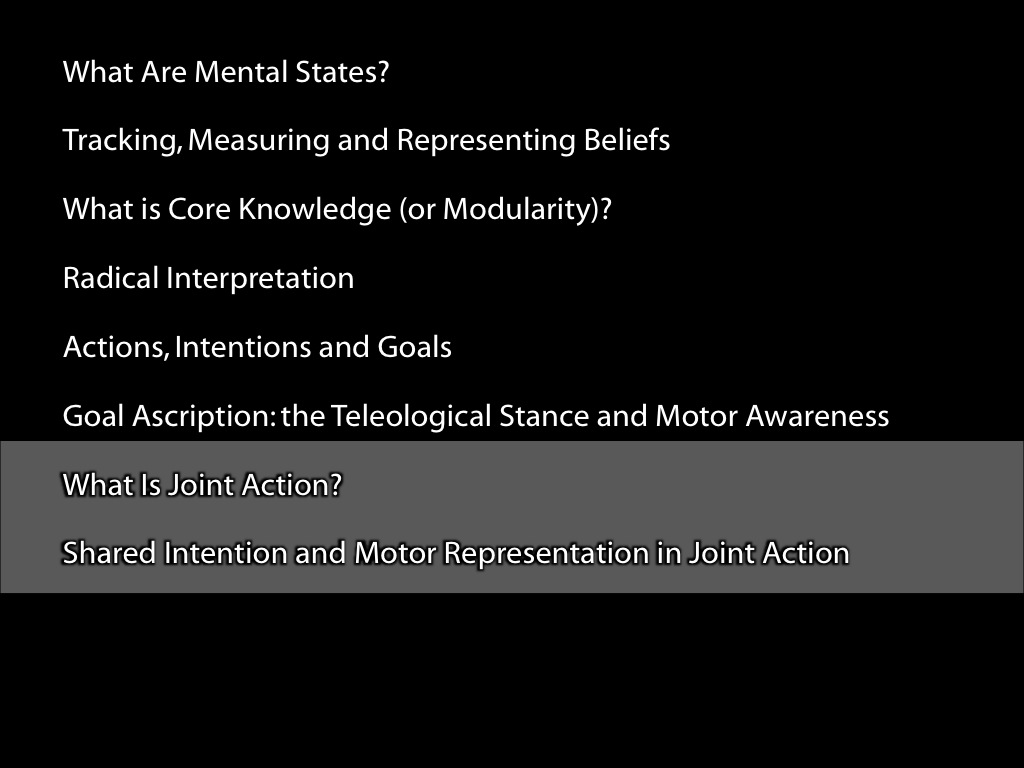 What Are Mental States?
Tracking, Measuring and Representing Beliefs
What is Core Knowledge (or Modularity)?
Radical Interpretation
Actions, Intentions and Goals
Goal Ascription: the Teleological Stance and Motor Awareness
What Is Joint Action?
Shared Intention and Motor Representation in Joint Action